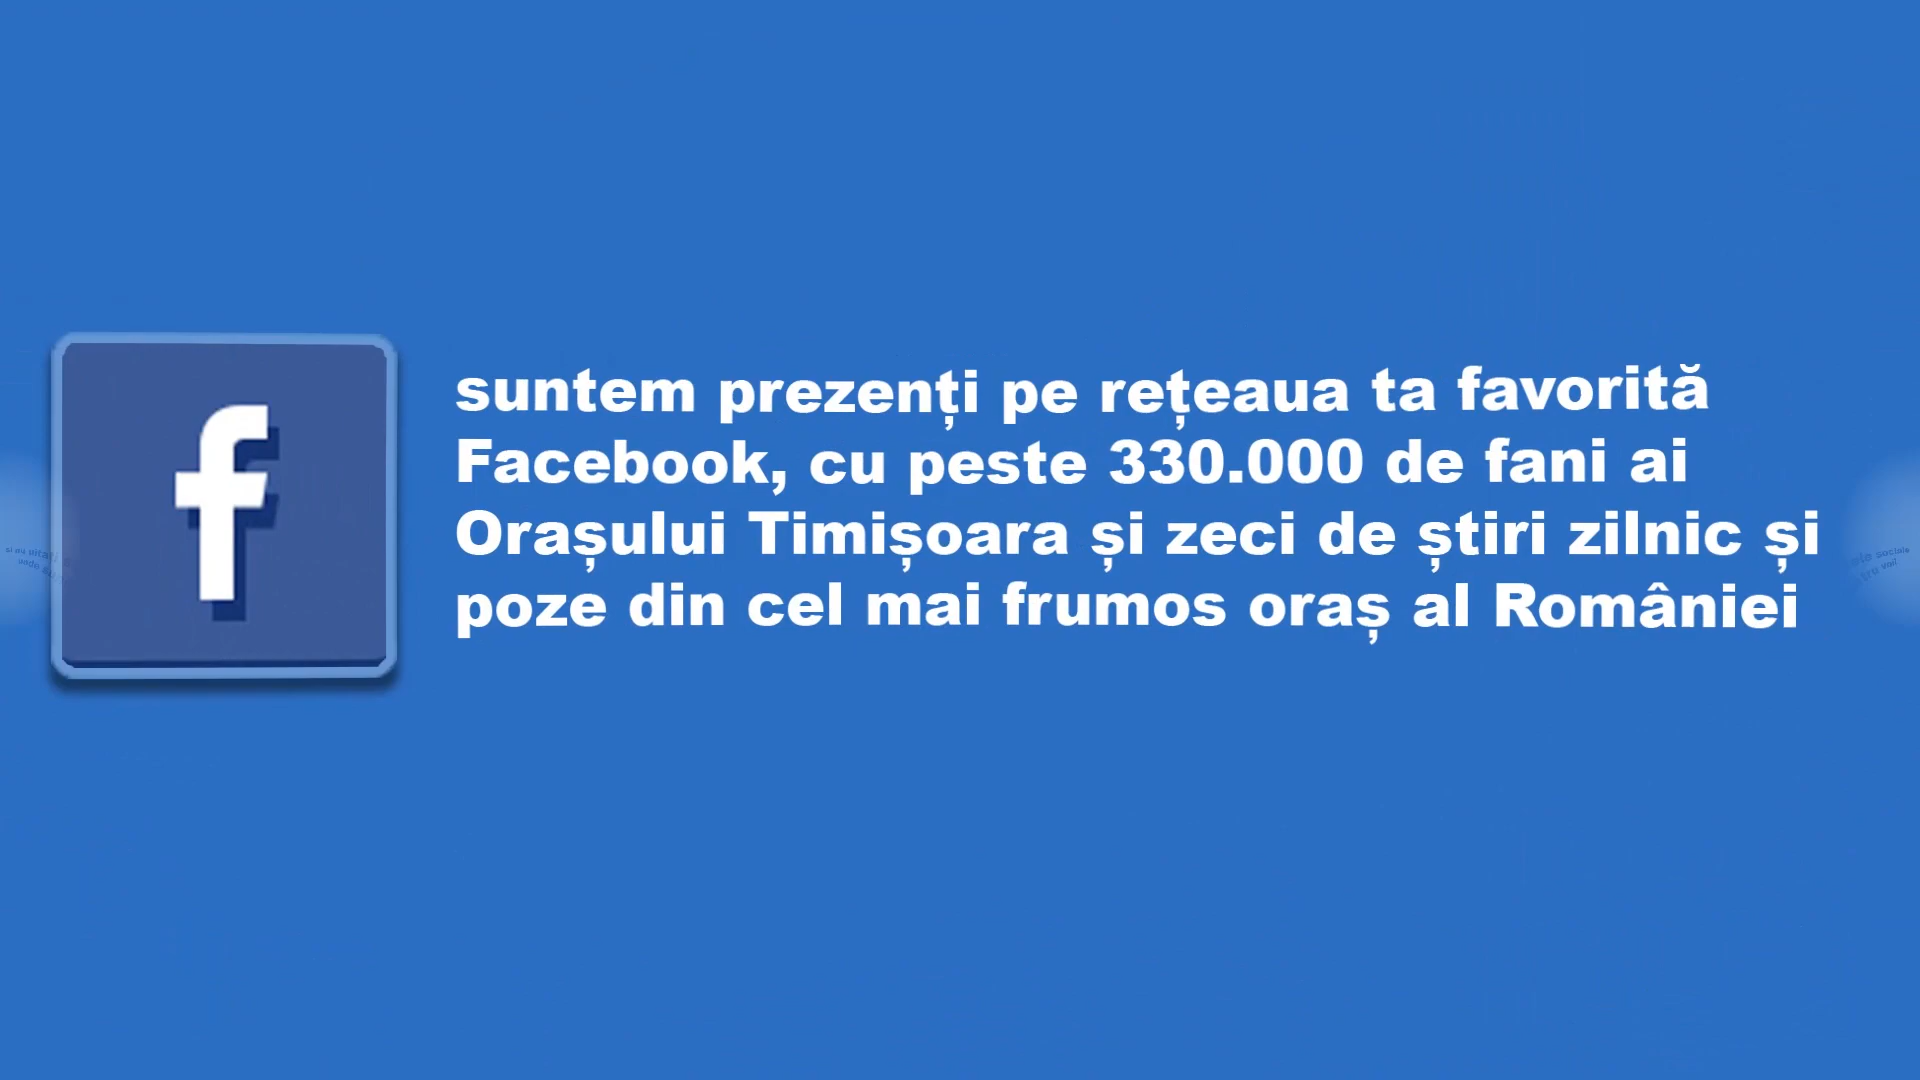 suntem prezenți pe rețeaua ta favorită
Facebook, cu peste 330.000 de fani ai
Orașului Timișoara și zeci de știri zilnic și
poze din cel mai frumos oraș al României